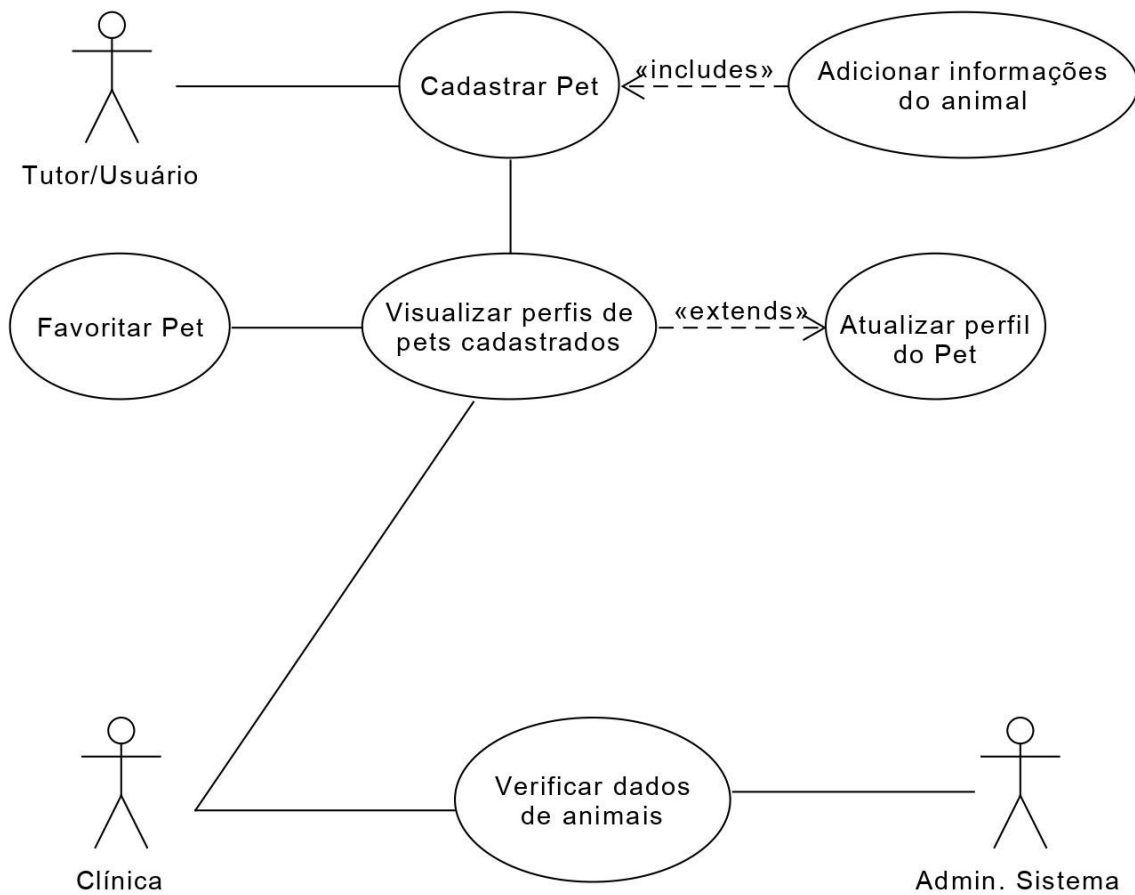 Cadastrar Pet
«includes»
Adicionar informações
do animal
Tutor/Usuário
Favoritar Pet
Visualizar perfis de
pets cadastrados
«extends»
Atualizar perfil
do Pet
Verificar dados
de animais
Clínica
Admin. Sistema